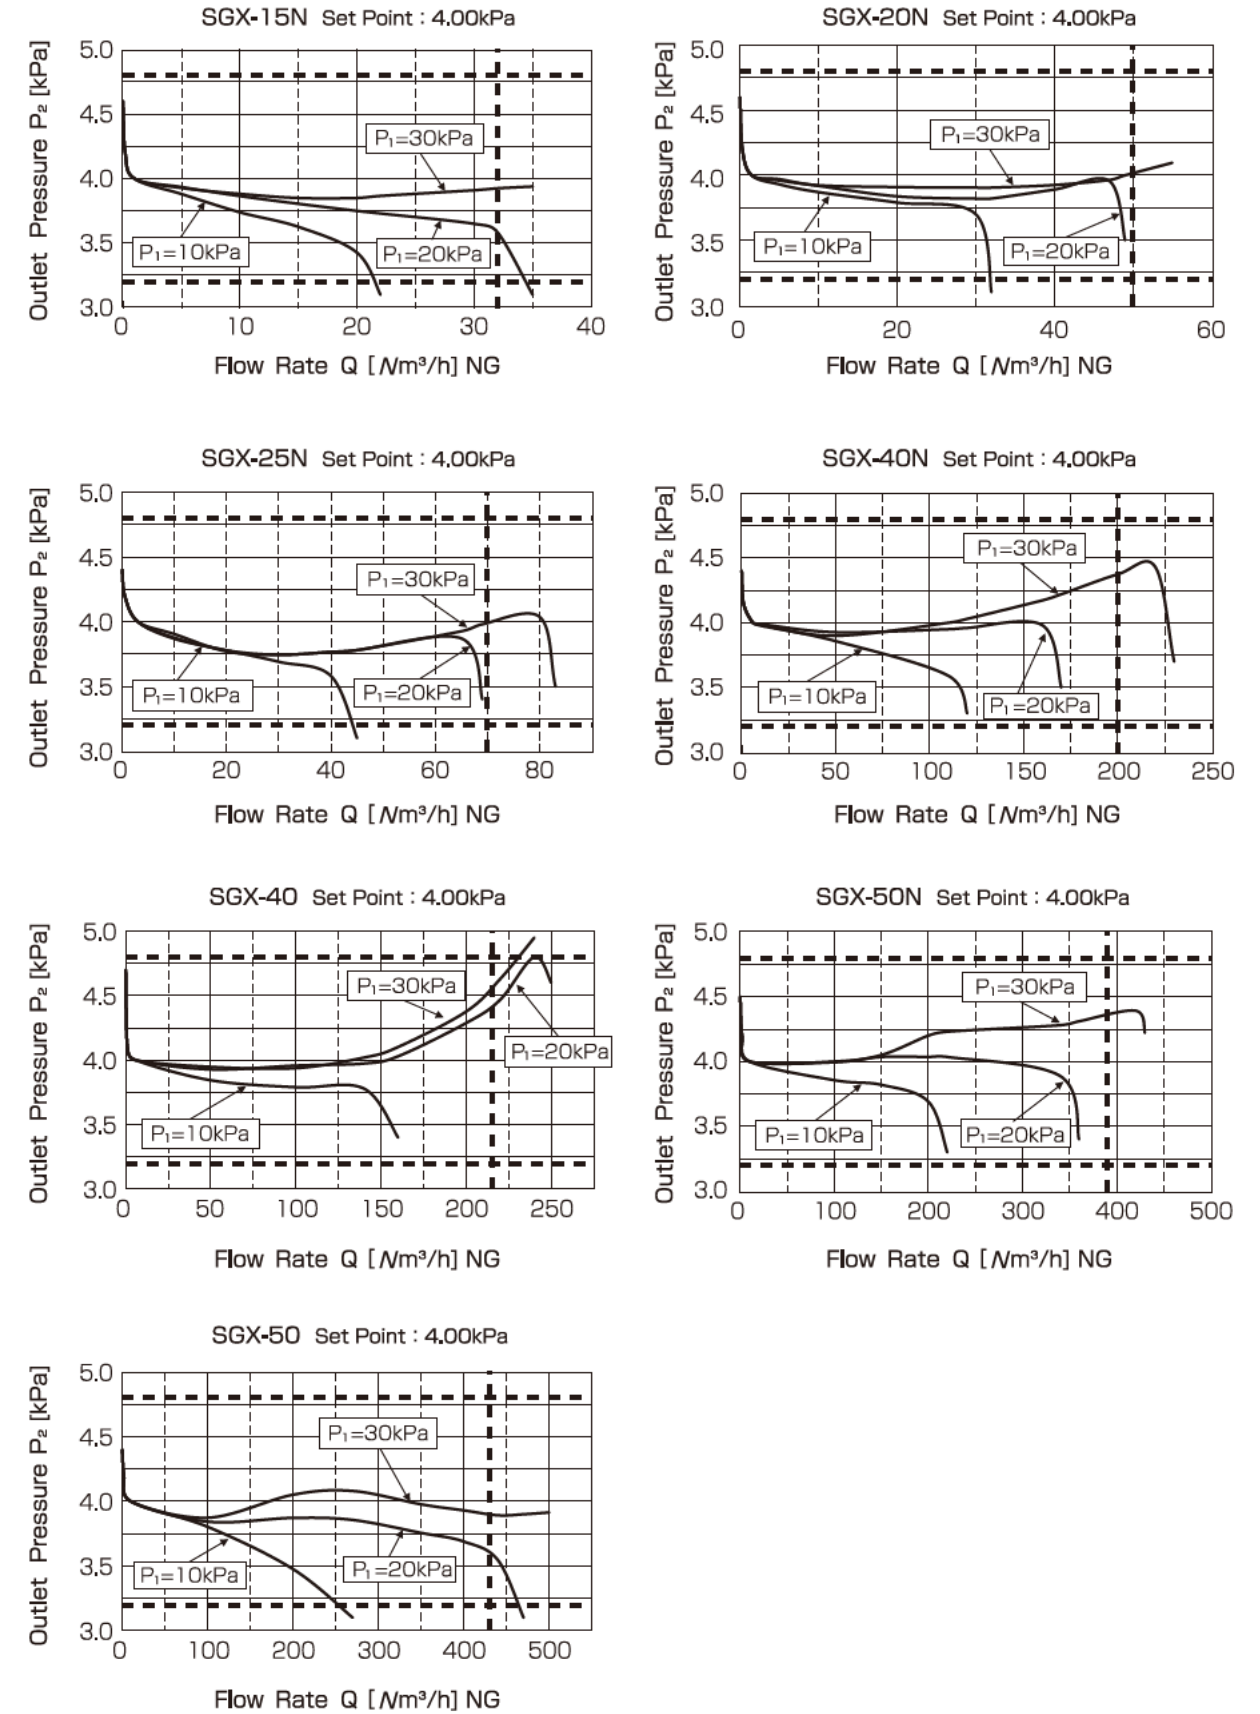 SGX-15N Set Point : 4.00kPa
Outlet Pressure P₂ [kPa]
5.0
4.5
4.0
3.5
3.0
P₁=30kPa
P₁=10kPa
P₁=20kPa
0 10 20 30 40
Flow Rate Q [Nm³/h] NG
SGX-20N Set Point : 4.00kPa
Outlet Pressure P₂ [kPa]
5.0
4.5
4.0
3.5
3.0
P₁=30kPa
P₁=10kPa
P₁=20kPa
0 20 40 60
Flow Rate Q [Nm³/h] NG
SGX-25N Set Point : 4.00kPa
Outlet Pressure P₂ [kPa]
5.0
4.5
4.0
3.5
3.0
P₁=30kPa
P₁=10kPa
P₁=20kPa
0 20 40 60 80
Flow Rate Q [Nm³/h] NG
SGX-40N Set Point : 4.00kPa
Outlet Pressure P₂ [kPa]
5.0
4.5
4.0
3.5
3.0
P₁=30kPa
P₁=10kPa
P₁=20kPa
0 50 100 150 200 250
Flow Rate Q [Nm³/h] NG
SGX-40 Set Point : 4.00kPa
Outlet Pressure P₂ [kPa]
5.0
4.5
4.0
3.5
3.0
P₁=30kPa
P₁=20kPa
P₁=10kPa
0 50 100 150 200 250
Flow Rate Q [Nm³/h] NG
SGX-50N Set Point : 4.00kPa
Outlet Pressure P₂ [kPa]
5.0
4.5
4.0
3.5
3.0
P₁=30kPa
P₁=10kPa
P₁=20kPa
0 100 200 300 400 500
Flow Rate Q [Nm³/h] NG
SGX-50 Set Point : 4.00kPa
Outlet Pressure P₂ [kPa]
5.0
4.5
4.0
3.5
3.0
P₁=30kPa
P₁=10kPa
P₁=20kPa
0 100 200 300 400 500
Flow Rate Q [Nm³/h] NG